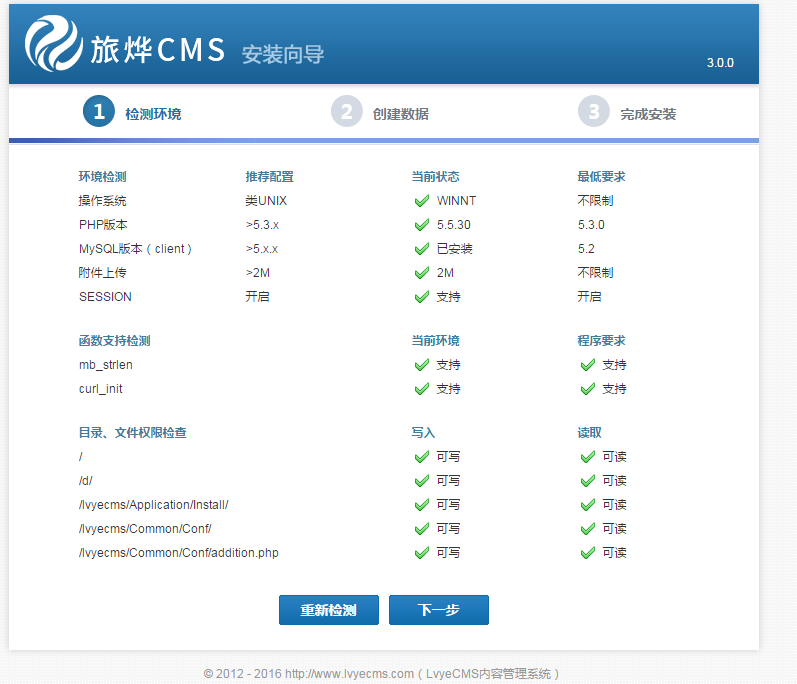 旅烨CMS 安装向导
3.0.0
1 检测环境 2 创建数据 3 完成安装
环境检测 推荐配置 当前状态 最低要求
操作系统 类UNIX WINNT 不限制
PHP版本 >5.3.x 5.5.30 5.3.0
MySQL版本（client） >5.x.x 已安装 5.2
附件上传 >2M 2M 不限制
SESSION 开启 支持 开启
函数支持检测 当前环境 程序要求
mb_strlen 支持 支持
curl_init 支持 支持
目录、文件权限检查 写入 读取
/ 可写 可读
/d/ 可写 可读
/lvyecms/Application/Install/ 可写 可读
/lvyecms/Common/Conf/ 可写 可读
/lvyecms/Common/Conf/addition.php 可写 可读
重新检测 下一步
© 2012 - 2016 http://www.lvyecms.com（LvyeCMS内容管理系统）